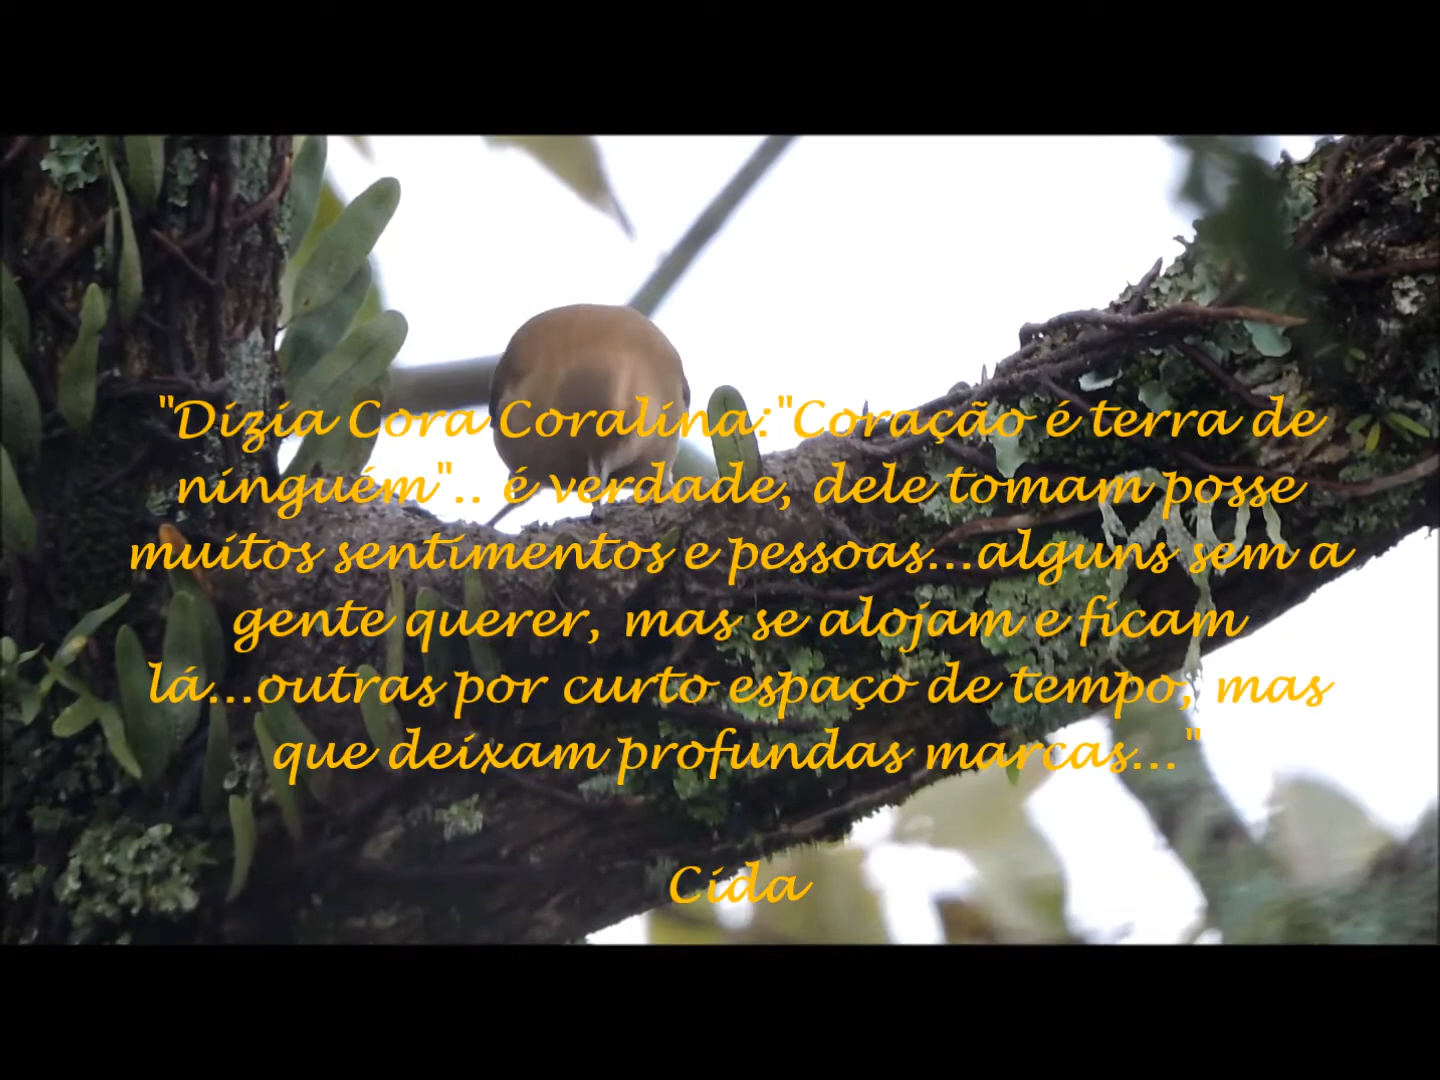 "Dizia Cora Coralina:"Coração é terra de
ninguém".. é verdade, dele tomam posse
muitos sentimentos e pessoas...alguns sem a
gente querer, mas se alojam e ficam
lá...outras por curto espaço de tempo, mas
que deixam profundas marcas..."
Cida